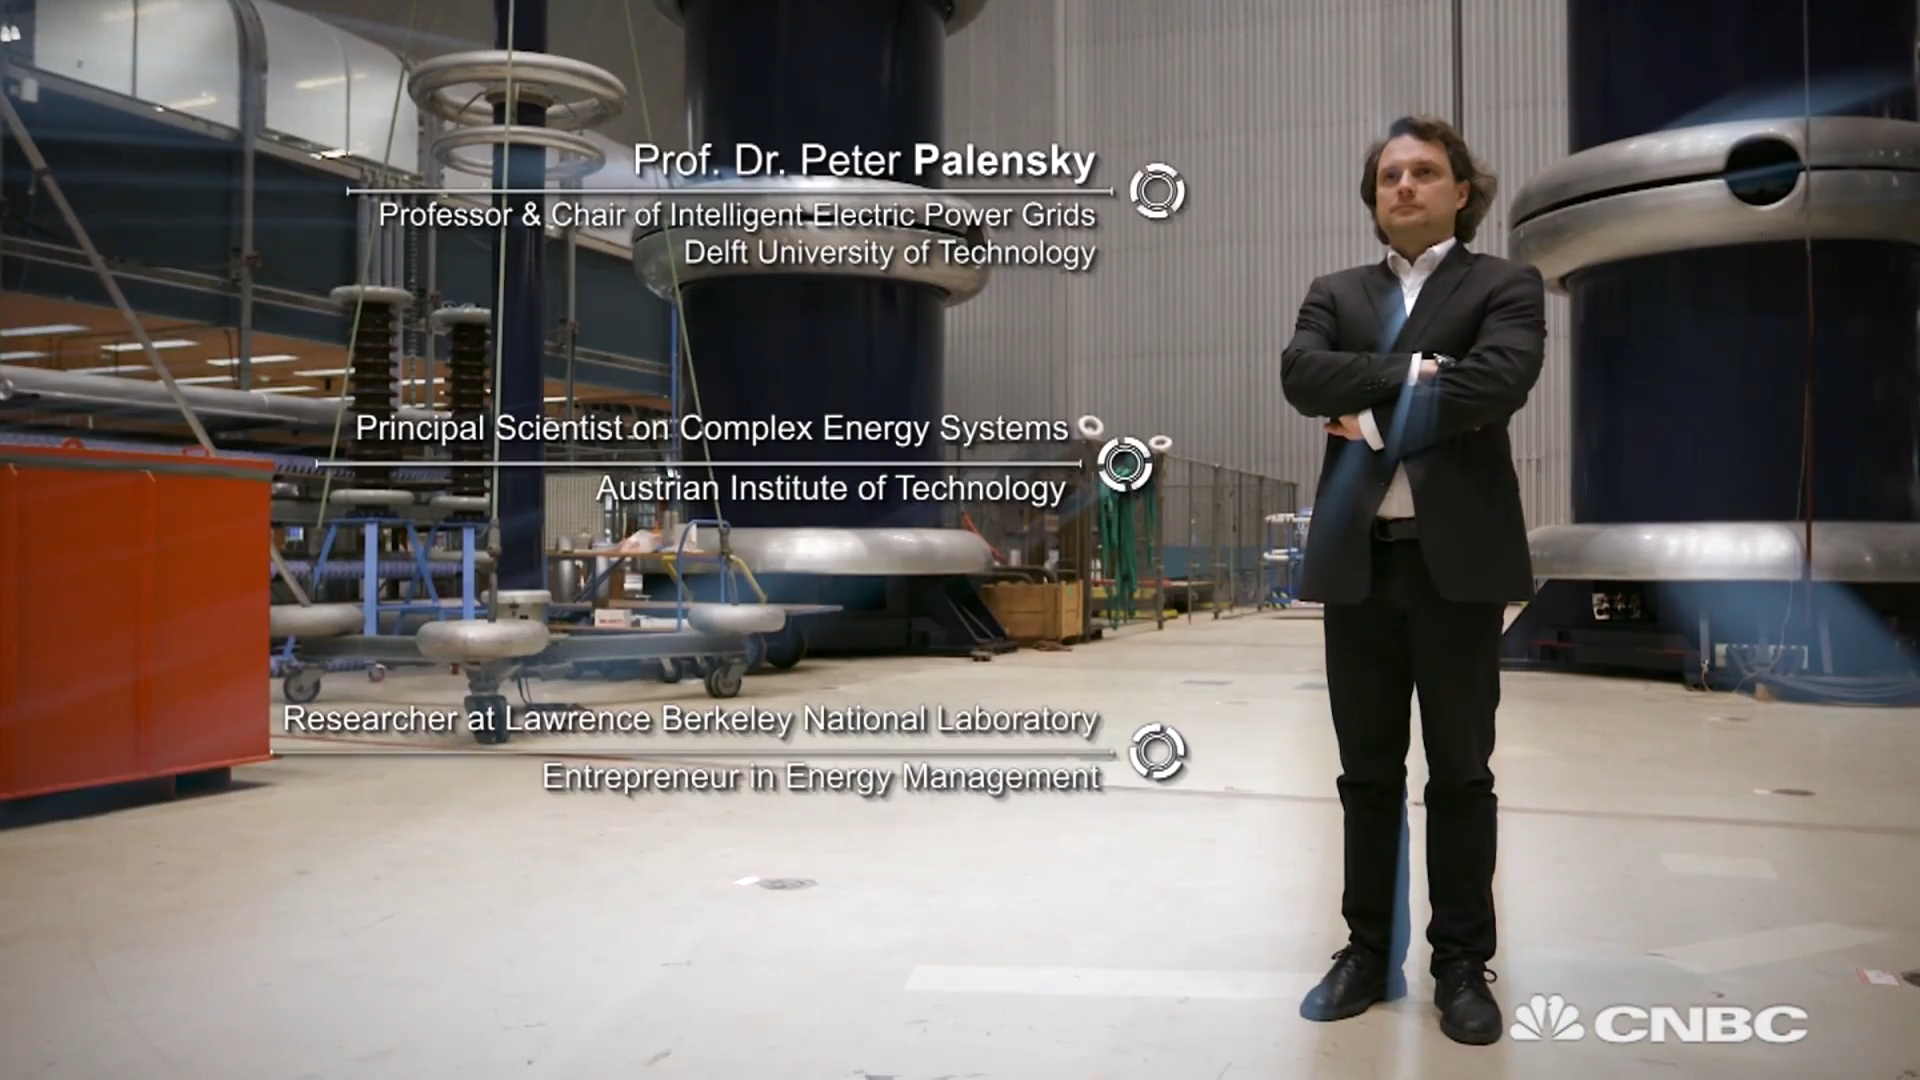 Prof. Dr. Peter Palensky
Professor & Chair of Intelligent Electric Power Grids
Delft University of Technology
Principal Scientist on Complex Energy Systems
Austrian Institute of Technology
Researcher at Lawrence Berkeley National Laboratory
Entrepreneur in Energy Management
CNBC